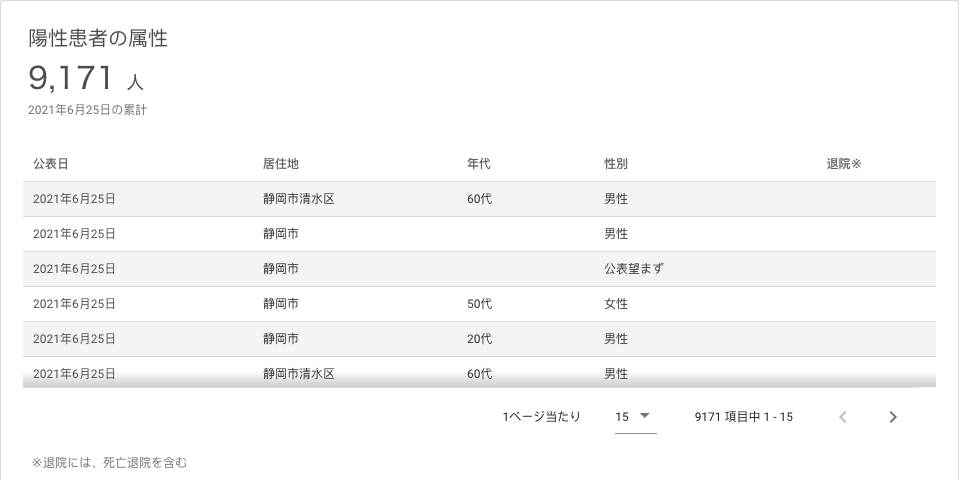 陽性患者の属性
9,171 人
2021年6月25日の累計
公表日 居住地 年代 性別 退院※
2021年6月25日 静岡市清水区 60代 男性
2021年6月25日 静岡市 男性
2021年6月25日 静岡市 公表望まず
2021年6月25日 静岡市 50代 女性
2021年6月25日 静岡市 20代 男性
2021年6月25日 静岡市清水区 60代 男性
1ページ当たり 15 9171 項目中 1 - 15
※退院には、死亡退院を含む